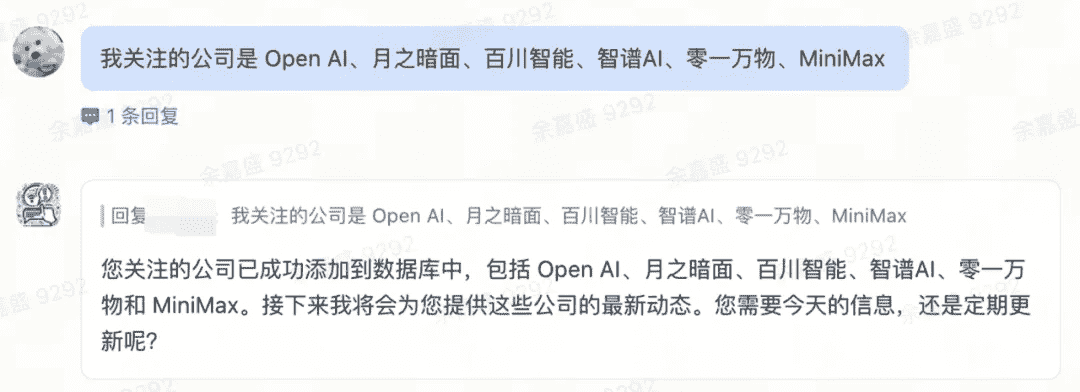 我关注的公司是 Open AI、月之暗面、百川智能、智谱AI、零一万物、MiniMax
1 条回复
回复 我关注的公司是 Open AI、月之暗面、百川智能、智谱AI、零一万物、MiniMax
您关注的公司已成功添加到数据库中，包括 Open AI、月之暗面、百川智能、智谱AI、零一万
物和 MiniMax。接下来我将会为您提供这些公司的最新动态。您需要今天的信息，还是定期更
新呢？
余嘉盛 9292